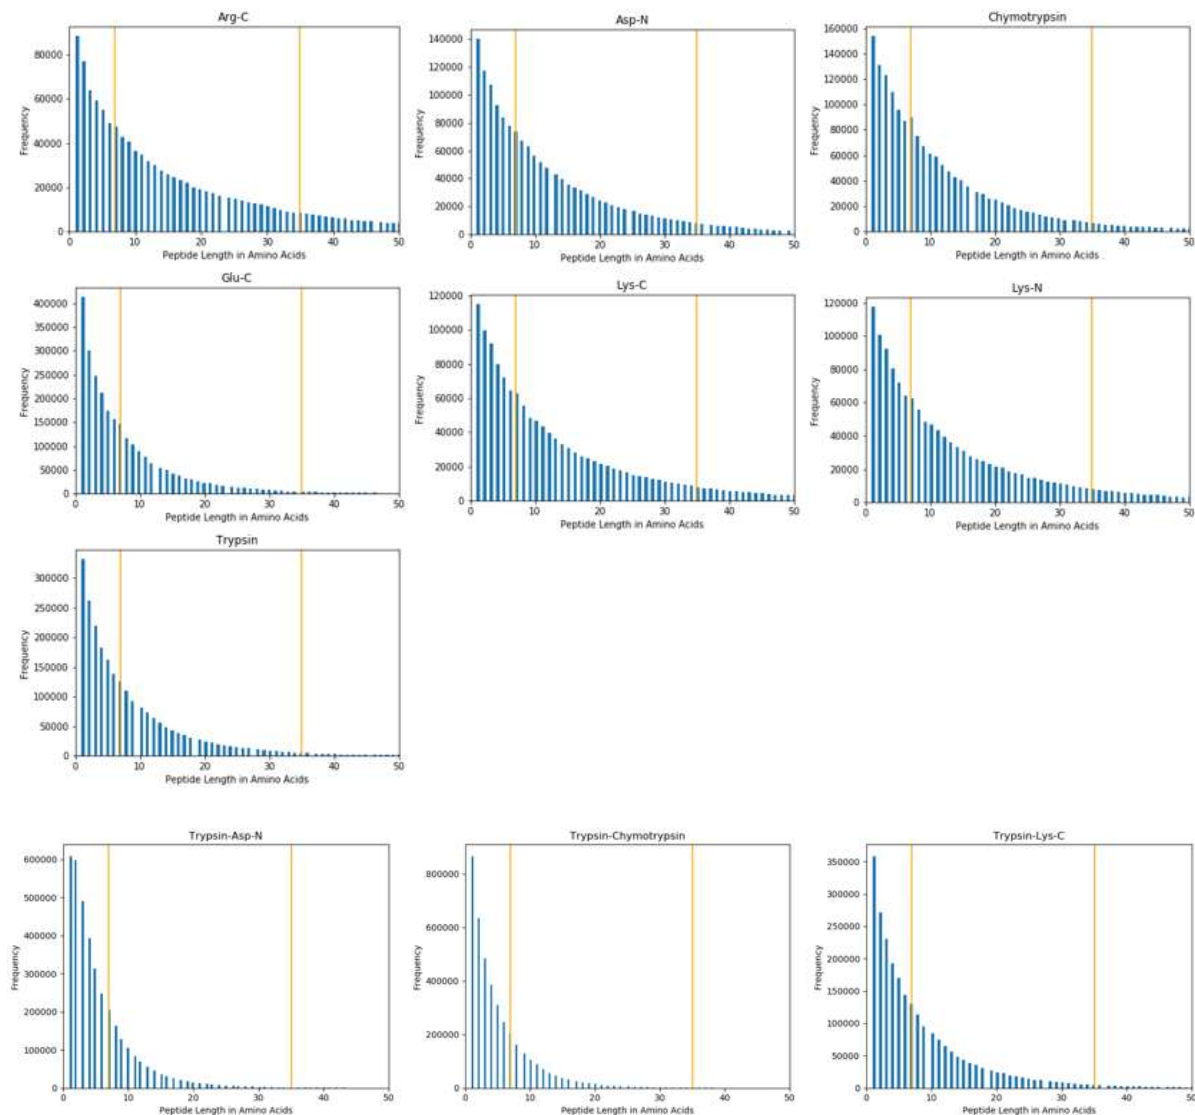 Arg-C
80000
60000
40000
20000
0
Frequency
0 10 20 30 40 50
Peptide Length in Amino Acids
Asp-N
140000
120000
100000
80000
60000
40000
20000
0
Frequency
0 10 20 30 40 50
Peptide Length in Amino Acids
Chymotrypsin
160000
140000
120000
100000
80000
60000
40000
20000
0
Frequency
0 10 20 30 40 50
Peptide Length in Amino Acids
Glu-C
400000
350000
300000
250000
200000
150000
100000
50000
0
Frequency
0 10 20 30 40 50
Peptide Length in Amino Acids
Lys-C
120000
100000
80000
60000
40000
20000
0
Frequency
0 10 20 30 40 50
Peptide Length in Amino Acids
Lys-N
120000
100000
80000
60000
40000
20000
0
Frequency
0 10 20 30 40 50
Peptide Length in Amino Acids
Trypsin
300000
250000
200000
150000
100000
50000
0
Frequency
0 10 20 30 40 50
Peptide Length in Amino Acids
Trypsin-Asp-N
600000
500000
400000
300000
200000
100000
0
Frequency
0 10 20 30 40 50
Peptide Length in Amino Acids
Trypsin-Chymotrypsin
800000
600000
400000
200000
0
Frequency
0 10 20 30 40 50
Peptide Length in Amino Acids
Trypsin-Lys-C
350000
300000
250000
200000
150000
100000
50000
0
Frequency
0 10 20 30 40 50
Peptide Length in Amino Acids